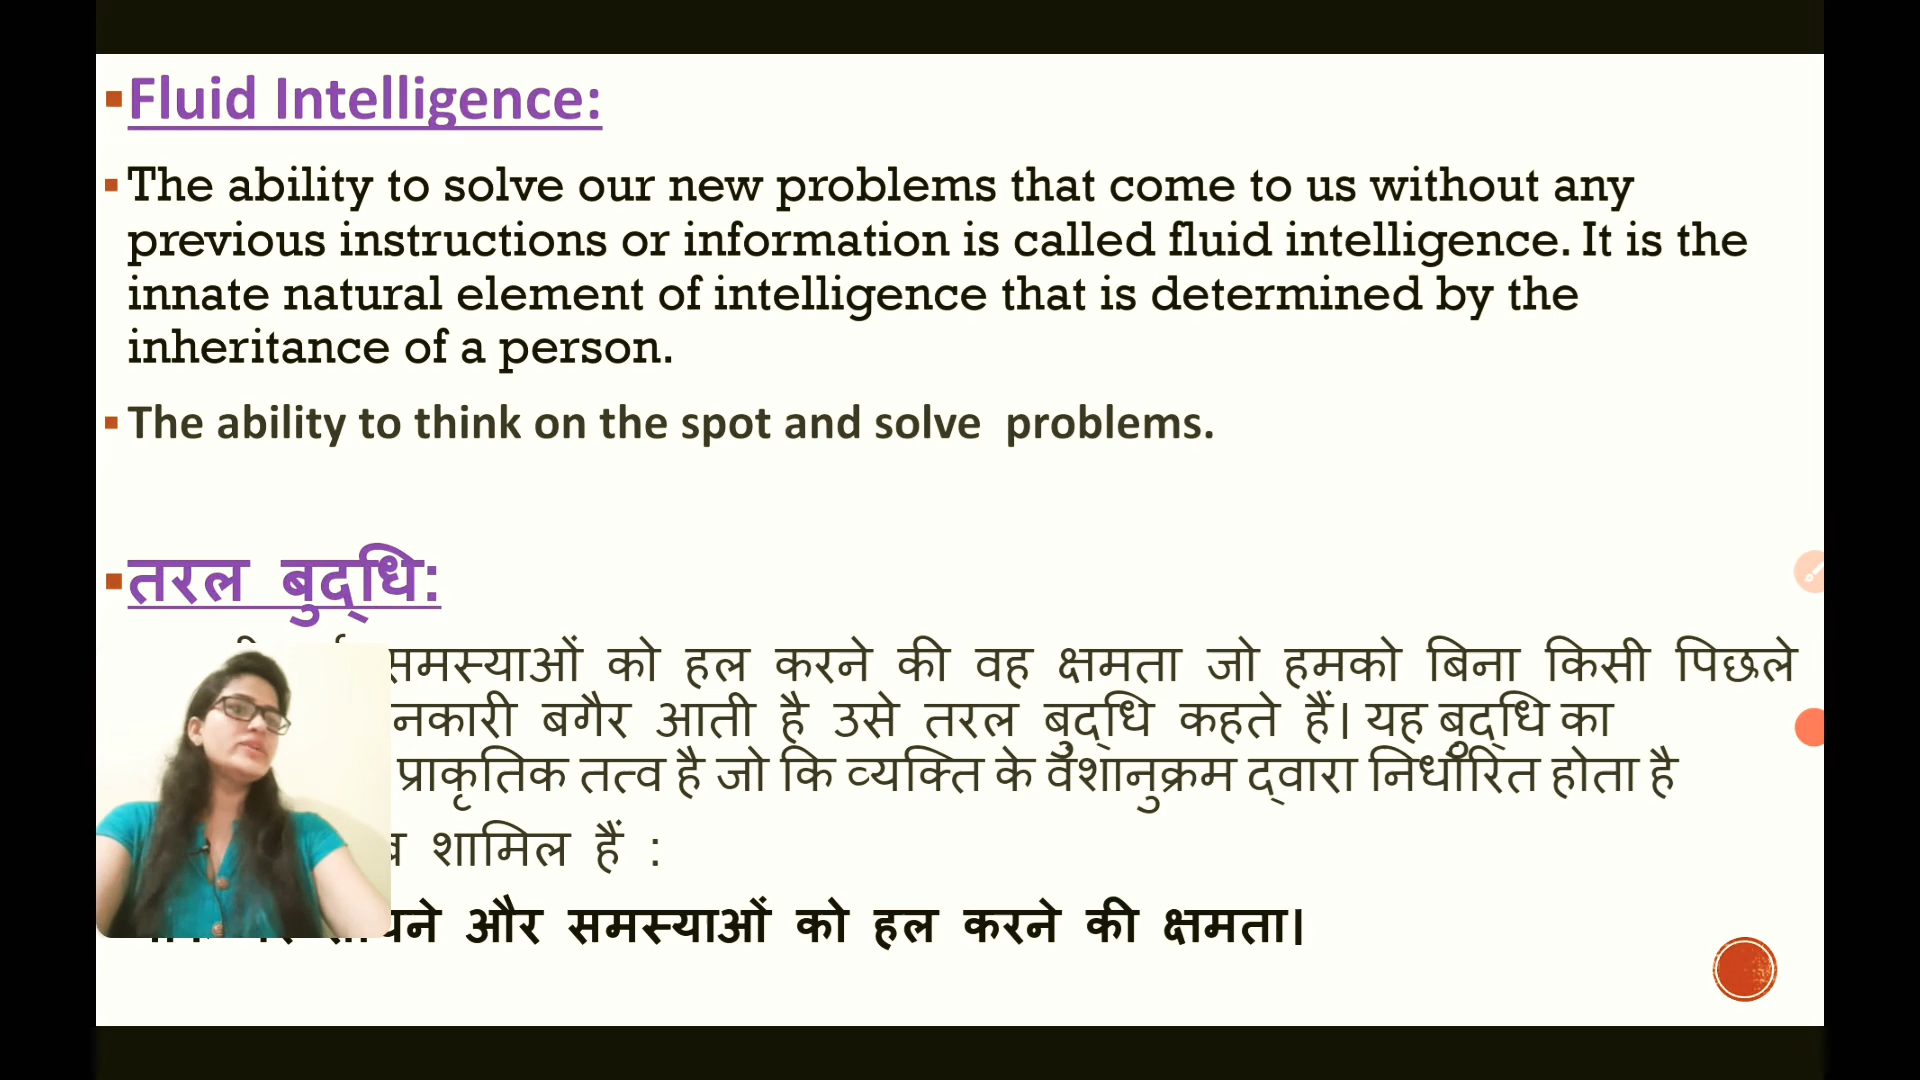 Fluid Intelligence:
The ability to solve our new problems that come to us without any
previous instructions or information is called fluid intelligence. It is the
innate natural element of intelligence that is determined by the
inheritance of a person.
The ability to think on the spot and solve problems.
तरल बुद्धि:
समस्याओं को हल करने की वह क्षमता जो हमको बिना किसी पिछले
बगैर आती है उसे तरल बुद्धि कहते हैं। यह बुद्धि का
प्राकृतिक तत्व है जो कि व्यक्ति के वंशानुक्रम द्वारा निर्धारित होता है
शामिल हैं :
और समस्याओं को हल करने की क्षमता।